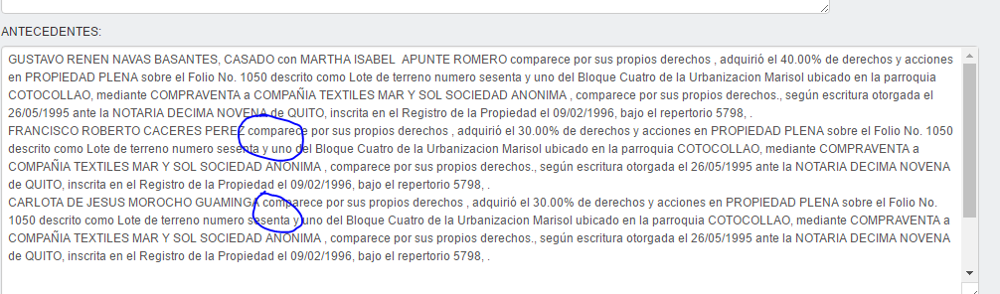 ANTECEDENTES:
GUSTAVO RENEN NAVAS BASANTES, CASADO con MARTHA ISABEL  APUNTE ROMERO comparece por sus propios derechos , adquirió el 40.00% de derechos y acciones
en PROPIEDAD PLENA sobre el Folio No. 1050 descrito como Lote de terreno numero sesenta y uno del Bloque Cuatro de la Urbanizacion Marisol ubicado en la parroquia
COTOCOLLAO, mediante COMPRAVENTA a COMPAÑIA TEXTILES MAR Y SOL SOCIEDAD ANONIMA , comparece por sus propios derechos., según escritura otorgada el
26/05/1995 ante la NOTARIA DECIMA NOVENA de QUITO, inscrita en el Registro de la Propiedad el 09/02/1996, bajo el repertorio 5798, .
FRANCISCO ROBERTO CACERES PEREZ comparece por sus propios derechos , adquirió el 30.00% de derechos y acciones en PROPIEDAD PLENA sobre el Folio No. 1050
descrito como Lote de terreno numero sesenta y uno del Bloque Cuatro de la Urbanizacion Marisol ubicado en la parroquia COTOCOLLAO, mediante COMPRAVENTA a
COMPAÑIA TEXTILES MAR Y SOL SOCIEDAD ANONIMA , comparece por sus propios derechos., según escritura otorgada el 26/05/1995 ante la NOTARIA DECIMA NOVENA
de QUITO, inscrita en el Registro de la Propiedad el 09/02/1996, bajo el repertorio 5798, .
CARLOTA DE JESUS MOROCHO GUAMINGA comparece por sus propios derechos , adquirió el 30.00% de derechos y acciones en PROPIEDAD PLENA sobre el Folio No.
1050 descrito como Lote de terreno numero sesenta y uno del Bloque Cuatro de la Urbanizacion Marisol ubicado en la parroquia COTOCOLLAO, mediante COMPRAVENTA a
COMPAÑIA TEXTILES MAR Y SOL SOCIEDAD ANONIMA , comparece por sus propios derechos., según escritura otorgada el 26/05/1995 ante la NOTARIA DECIMA NOVENA
de QUITO, inscrita en el Registro de la Propiedad el 09/02/1996, bajo el repertorio 5798, .